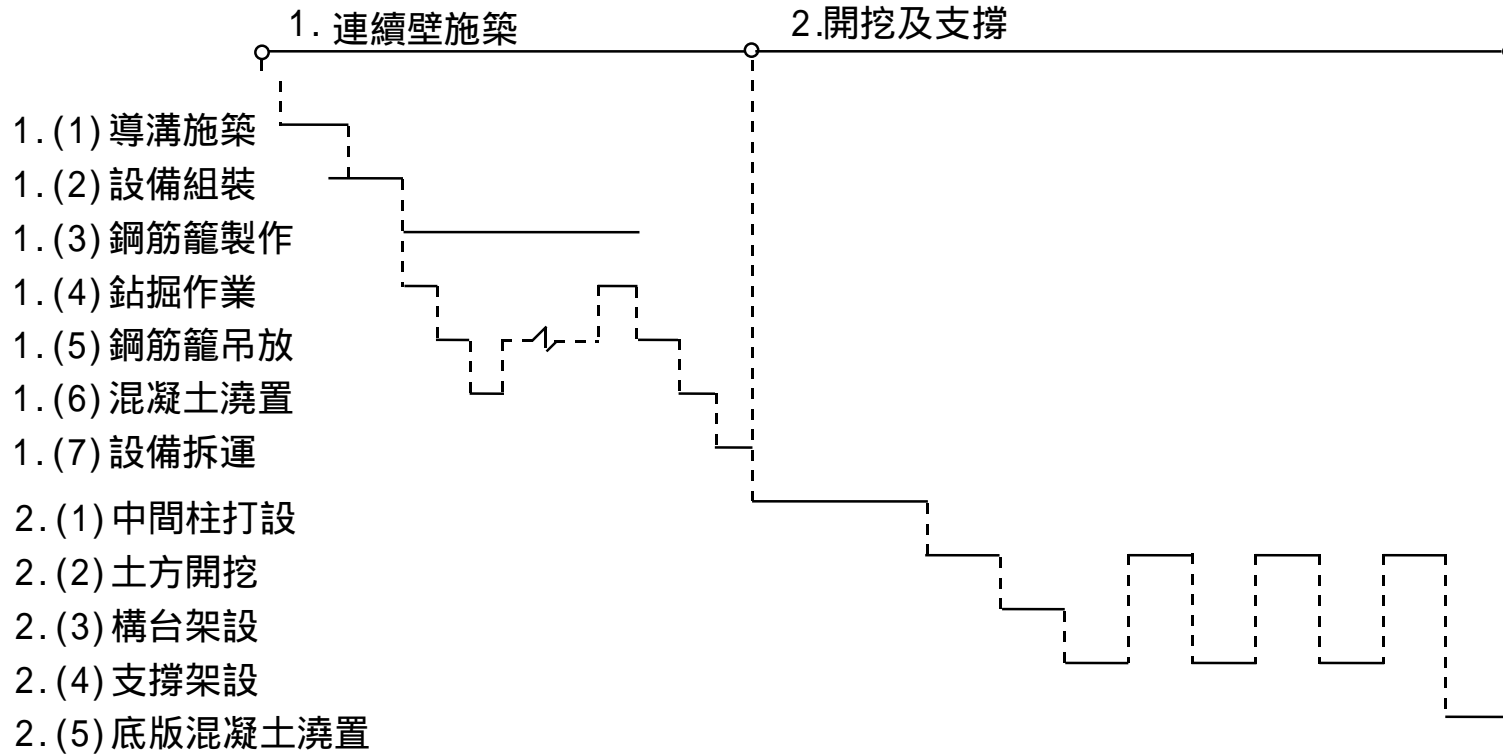 1. 連續壁施築
2.開挖及支撐
1.(1)導溝施築
1.(2)設備組裝
1.(3)鋼筋籠製作
1.(4)鉆掘作業
1.(5)鋼筋籠吊放
1.(6)混凝土澆置
1.(7)設備拆運
2.(1)中間柱打設
2.(2)土方開挖
2.(3)構台架設
2.(4)支撐架設
2.(5)底版混凝土澆置